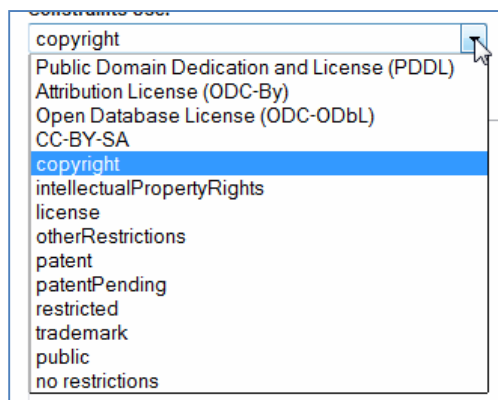 Constraints Use:
copyright
Public Domain Dedication and License (PDDL)
Attribution License (ODC-By)
Open Database License (ODC-ODbL)
CC-BY-SA
copyright
intellectualPropertyRights
license
otherRestrictions
patent
patentPending
restricted
trademark
public
no restrictions